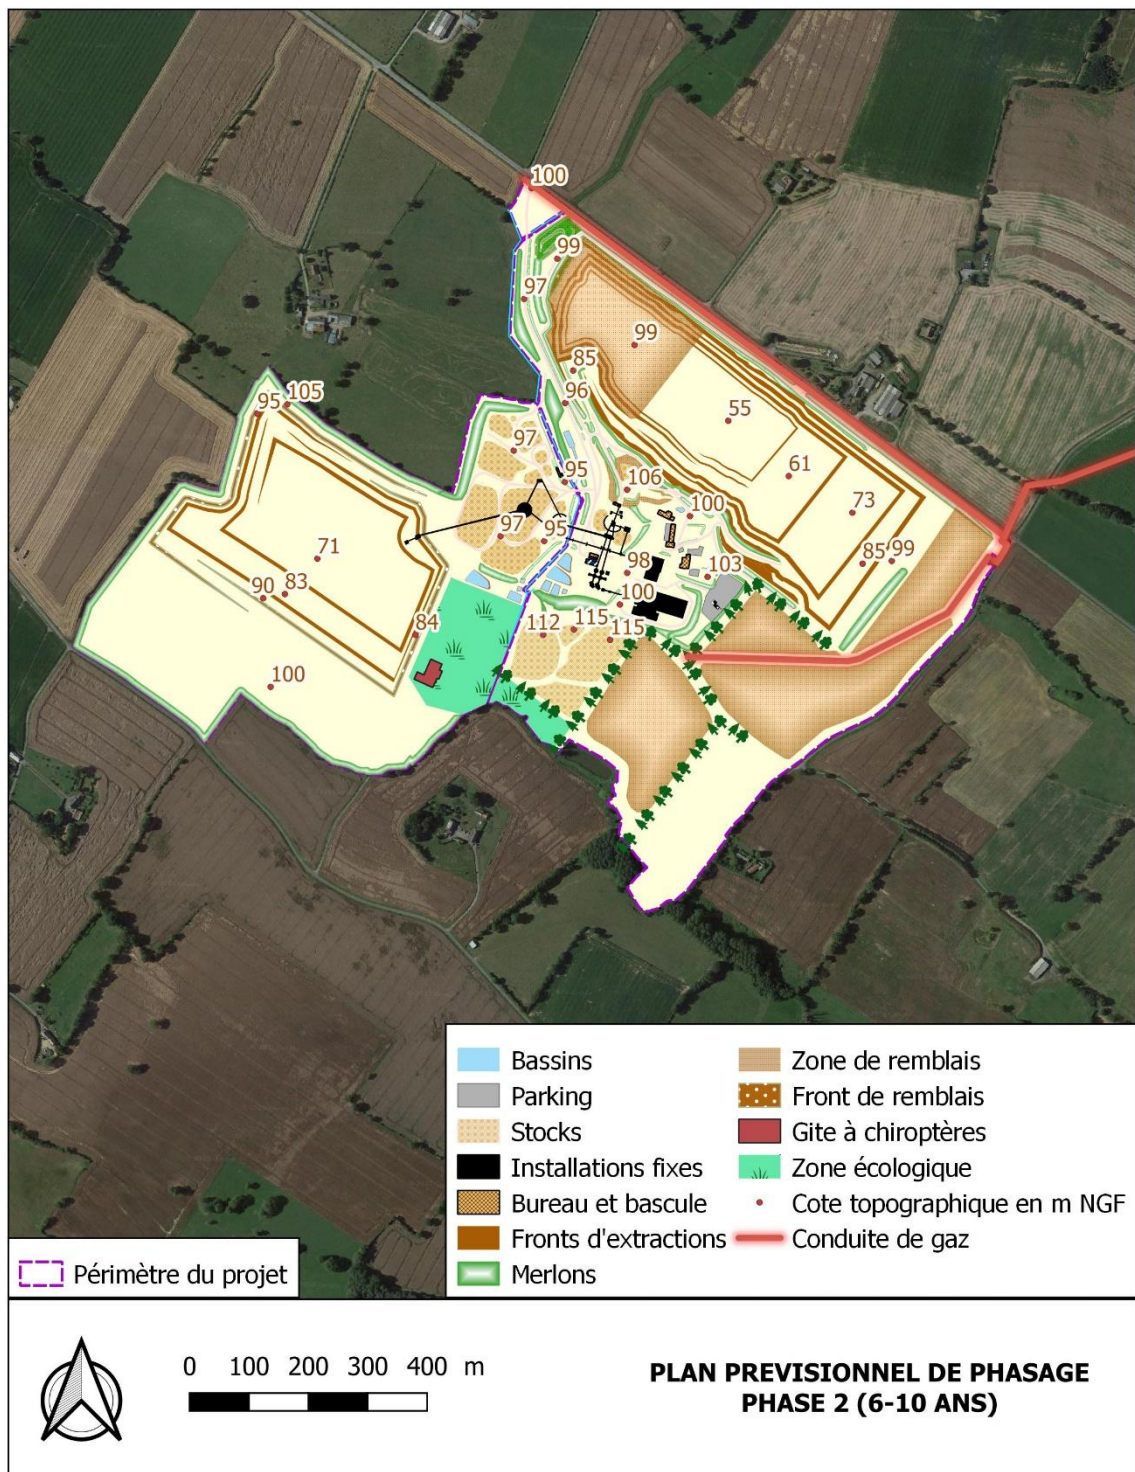 100
99
97
99
85
96
55
105
95
97
95
61
106
73
100
97
95
71
98
85
99
103
90
83
100
84
112
115
115
100
Bassins
Parking
Stocks
Installations fixes
Bureau et bascule
Fronts d'extractions
Merlons
Zone de remblais
Front de remblais
Gite à chiroptères
Zone écologique
Cote topographique en m NGF
Conduite de gaz
Périmètre du projet
0 100 200 300 400 m
PLAN PREVISIONNEL DE PHASAGE
PHASE 2 (6-10 ANS)